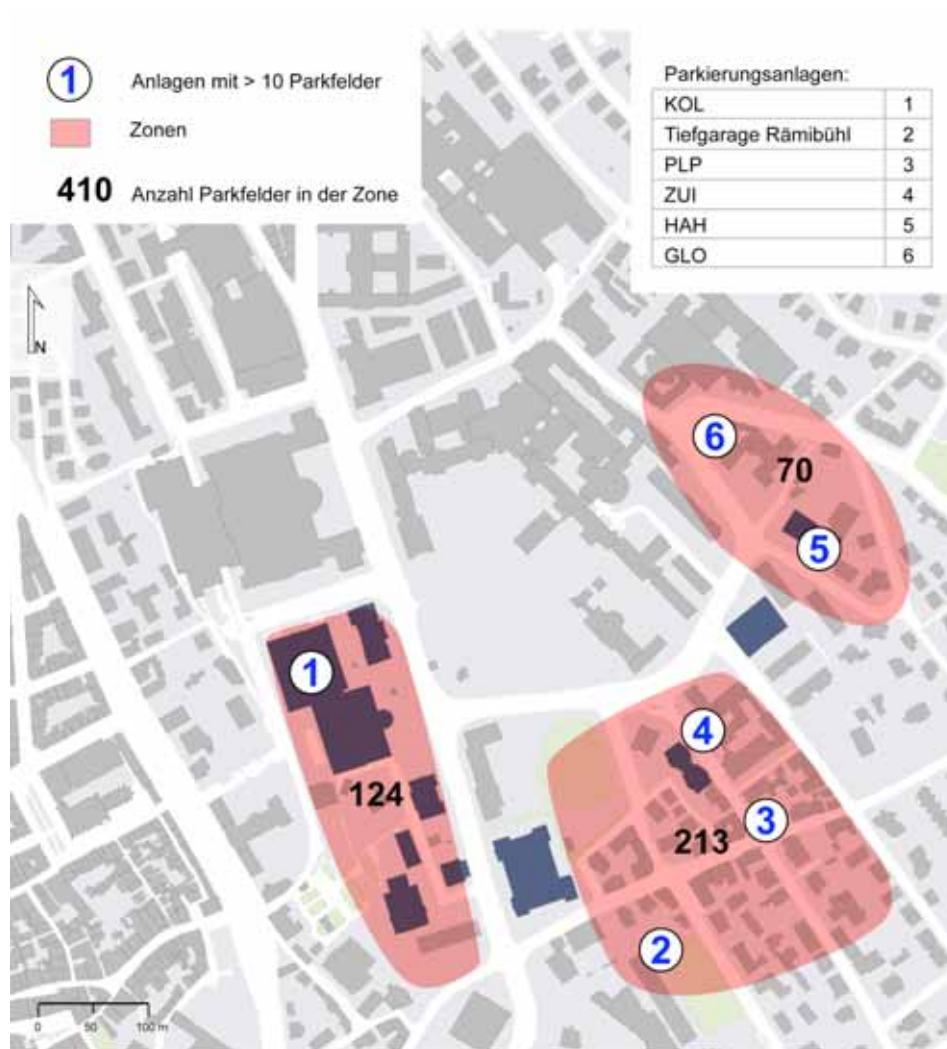 1 Anlagen mit > 10 Parkfelder
Zonen
410 Anzahl Parkfelder in der Zone
Parkierungsanlagen:
KOL 1
Tiefgarage Rämibühl 2
PLP 3
ZUI 4
HAH 5
GLO 6
N
6
70
5
1
4
124
3
213
2
0 50 100 m